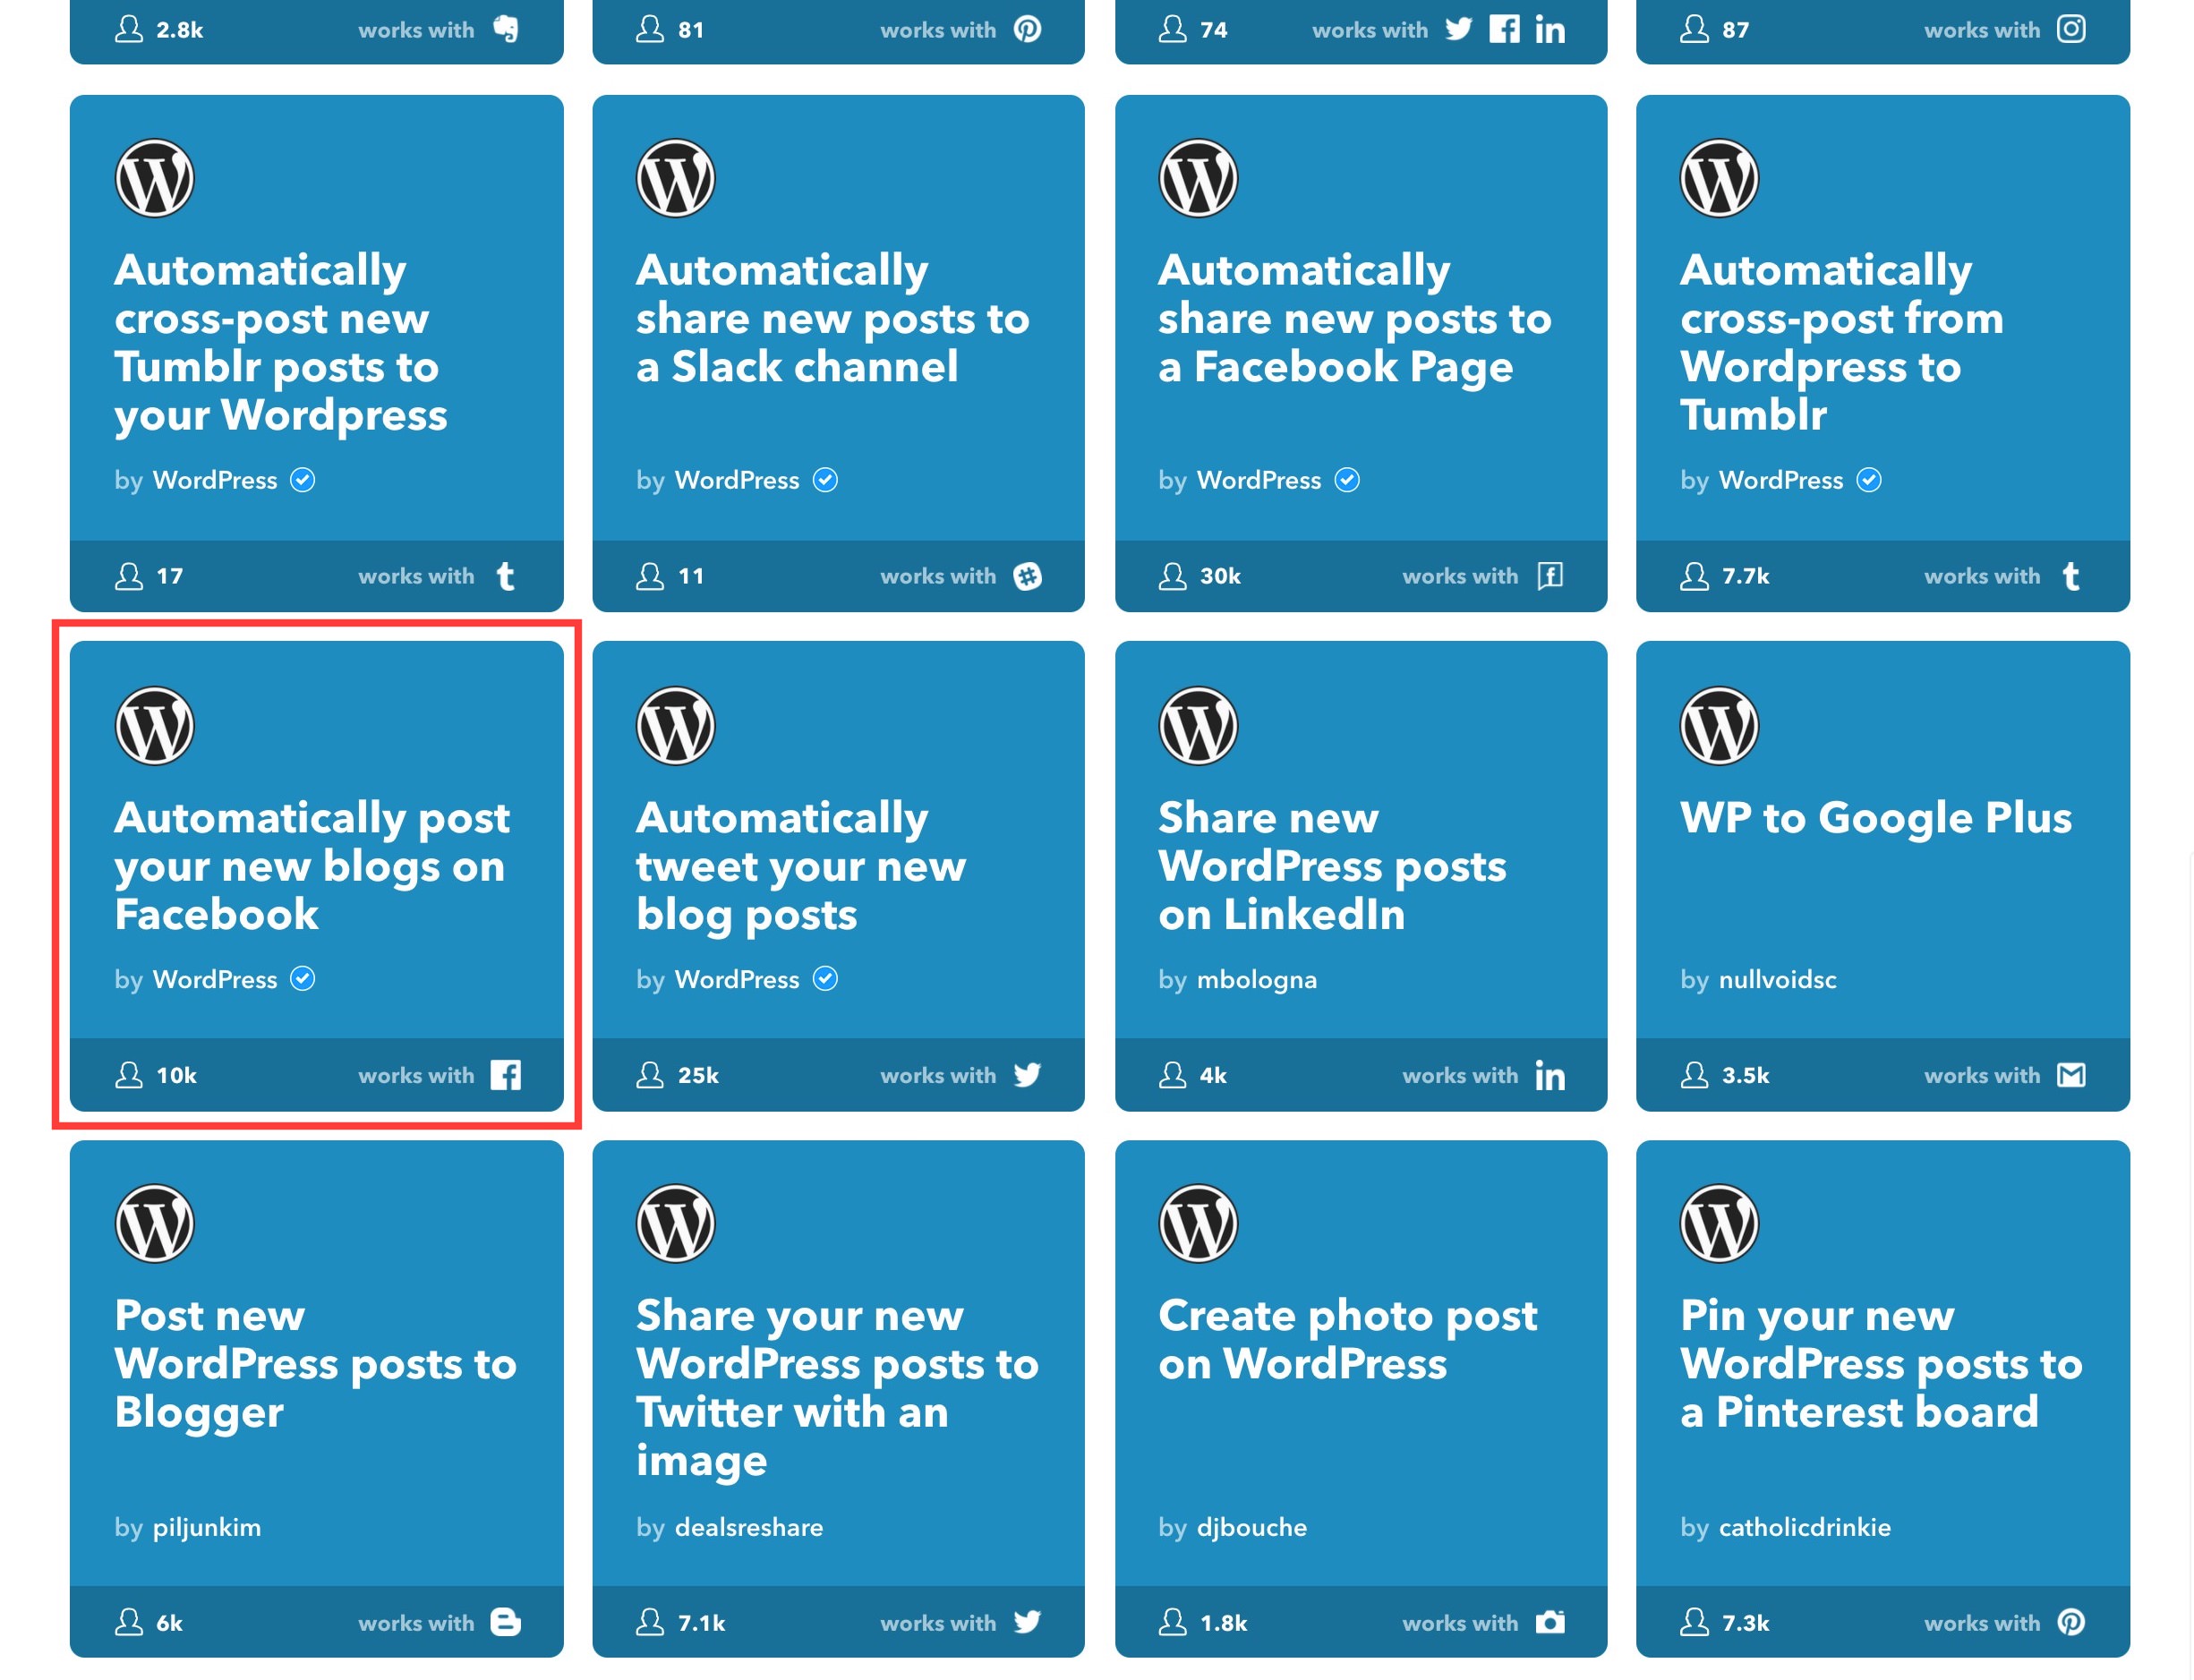 2.8k works with
81 works with
74 works with
87 works with
Automatically
cross-post new
Tumblr posts to
your Wordpress
by WordPress
17 works with
Automatically
share new posts to
a Slack channel
by WordPress
11 works with
Automatically
share new posts to
a Facebook Page
by WordPress
30k works with
Automatically
cross-post from
Wordpress to
Tumblr
by WordPress
7.7k works with
Automatically post
your new blogs on
Facebook
by WordPress
10k works with
Automatically
tweet your new
blog posts
by WordPress
25k works with
Share new
WordPress posts
on LinkedIn
by mbologna
4k works with
WP to Google Plus
by nullvoidsc
3.5k works with
Post new
WordPress posts to
Blogger
by piljunkim
6k works with
Share your new
WordPress posts to
Twitter with an
image
by dealsreshare
7.1k works with
Create photo post
on WordPress
by djbouche
1.8k works with
Pin your new
WordPress posts to
a Pinterest board
by catholicdrinkie
7.3k works with